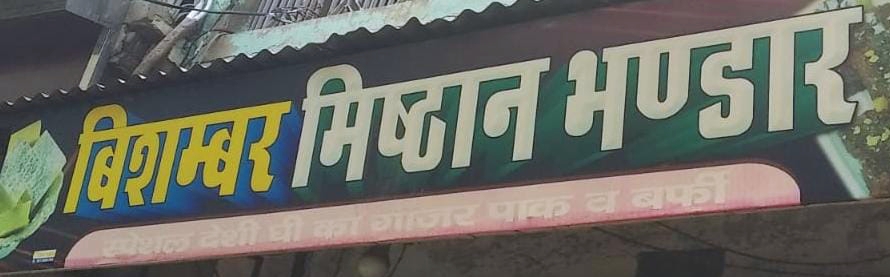 बिशम्बर मिष्ठान भण्डार
स्पेशल देशी घी का गाजर पाक व बर्फी